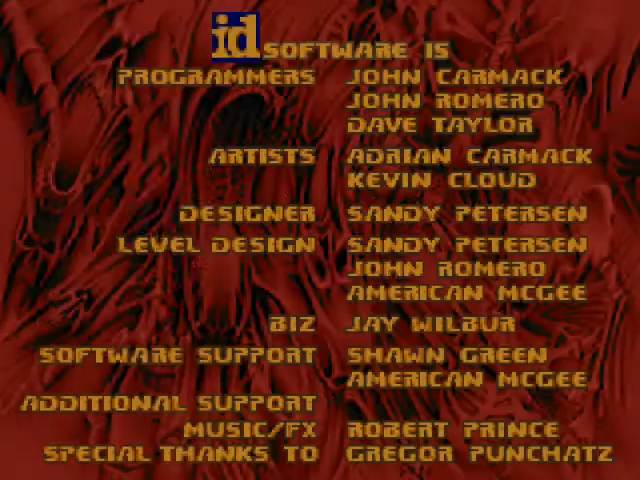 id SOFTWARE IS
PROGRAMMERS JOHN CARMACK
JOHN ROMERO
DAVE TAYLOR
ARTISTS ADRIAN CARMACK
KEVIN CLOUD
DESIGNER SANDY PETERSEN
LEVEL DESIGN SANDY PETERSEN
JOHN ROMERO
AMERICAN MCGEE
BIZ JAY WILBUR
SOFTWARE SUPPORT SHAWN GREEN
AMERICAN MCGEE
ADDITIONAL SUPPORT
MUSIC/FX ROBERT PRINCE
SPECIAL THANKS TO GREGOR PUNCHATZ